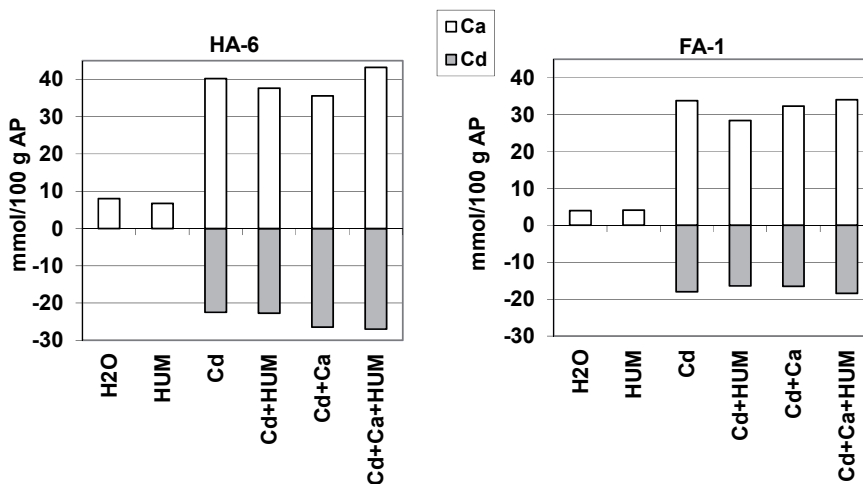 HA-6
mmol/100 g AP
40
30
20
10
0
-10
-20
-30
H2O
HUM
Cd
Cd+HUM
Cd+Ca
Cd+Ca+HUM
Ca
Cd
FA-1
mmol/100 g AP
40
30
20
10
0
-10
-20
-30
H2O
HUM
Cd
Cd+HUM
Cd+Ca
Cd+Ca+HUM